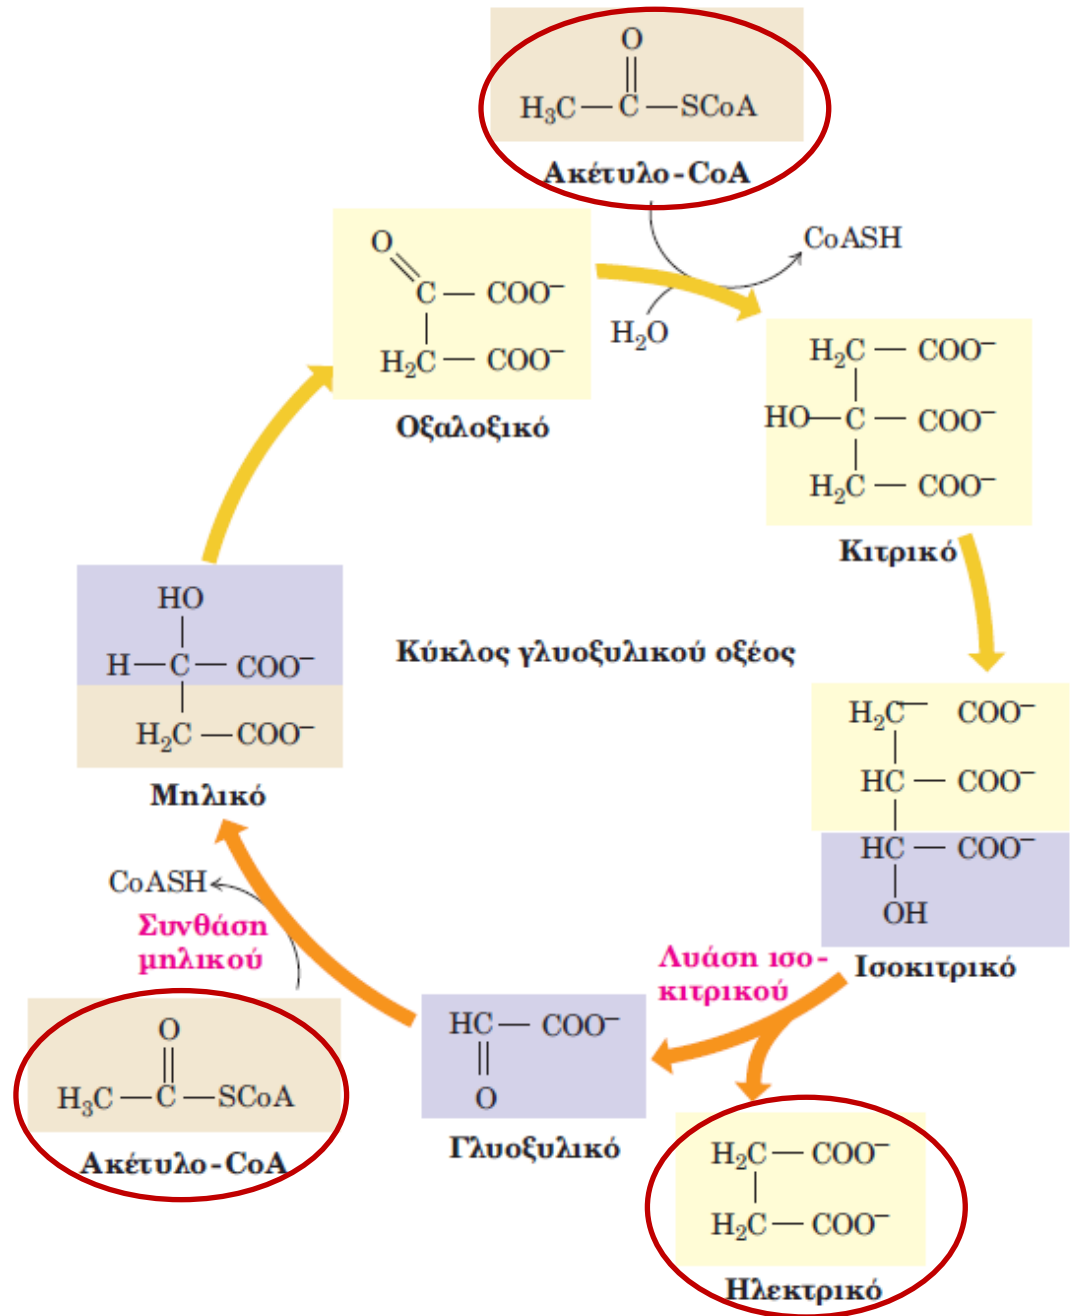 O
H₃C — C — SCoA
Ακέτυλο-CoA
CoASH
H₂O
O
C — COO⁻
H₂C — COO⁻
Οξαλοξικό
H₂C — COO⁻
HO — C — COO⁻
H₂C — COO⁻
Κιτρικό
HO
H — C — COO⁻
H₂C — COO⁻
Μηλικό
Κύκλος γλυοξυλικού οξέος
H₂C — COO⁻
HC — COO⁻
HC — COO⁻
OH
Ισοκιτρικό
CoASH
Συνθάση
μηλικού
Λυάση ισο-
κιτρικού
O
H₃C — C — SCoA
Ακέτυλο-CoA
HC — COO⁻
O
Γλυοξυλικό
H₂C — COO⁻
H₂C — COO⁻
Ηλεκτρικό